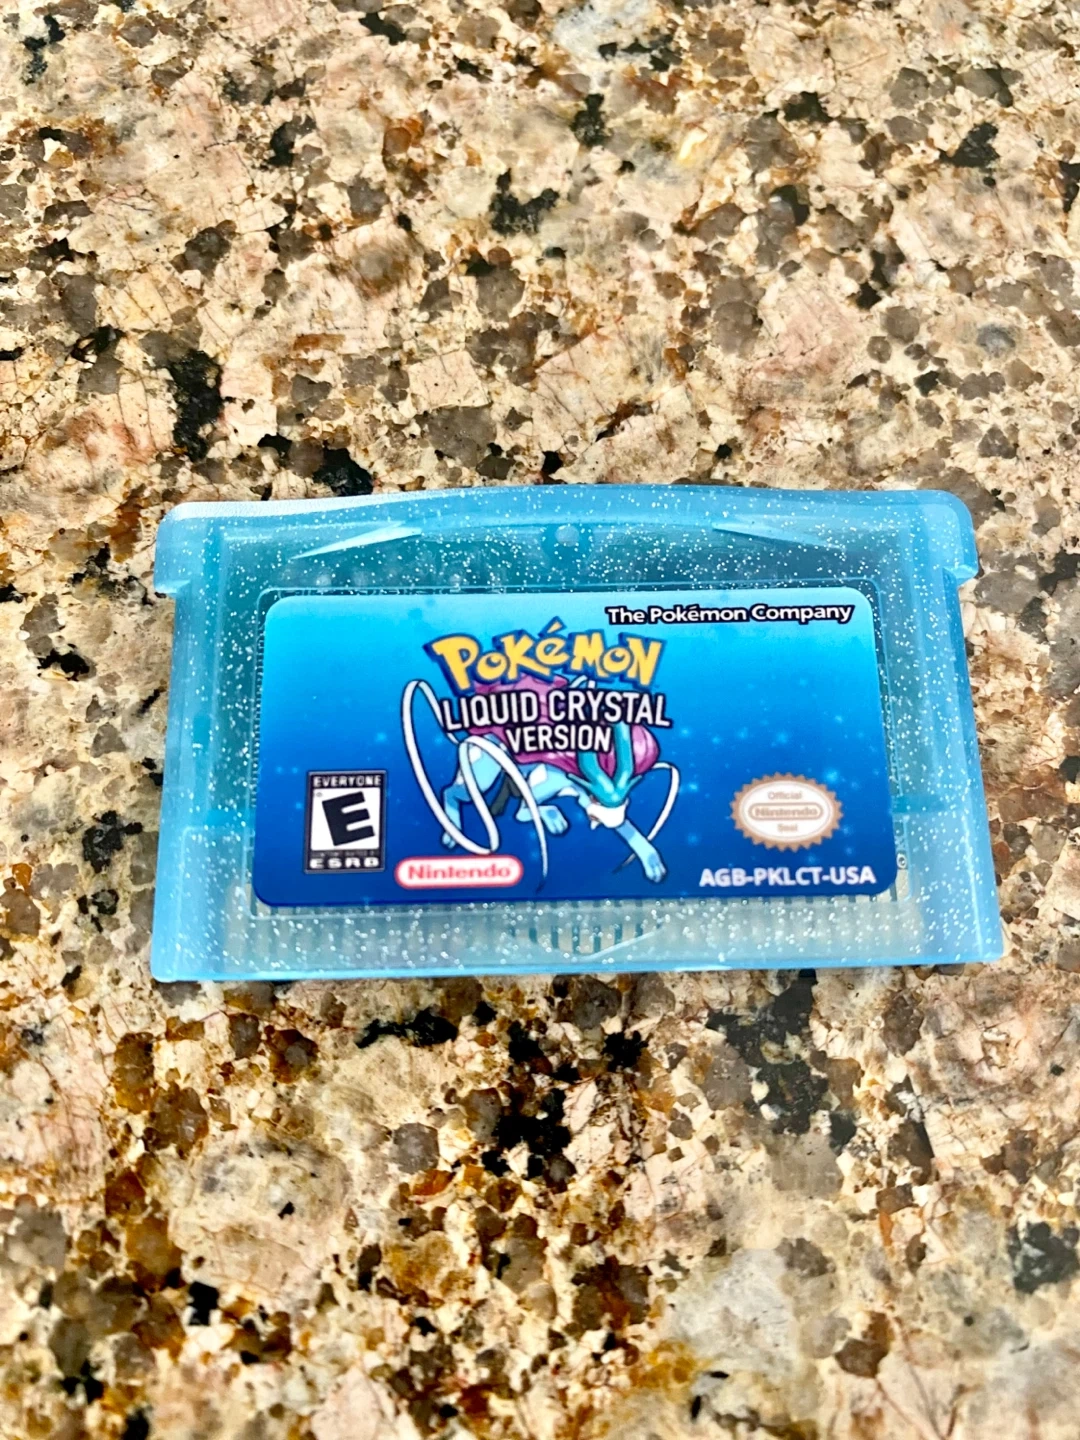 The Pokémon Company
POKéMON
LIQUID CRYSTAL
VERSION
EVERYONE
E
ESRB
Nintendo
Official
Nintendo
Seal
AGB-PKLCT-USA